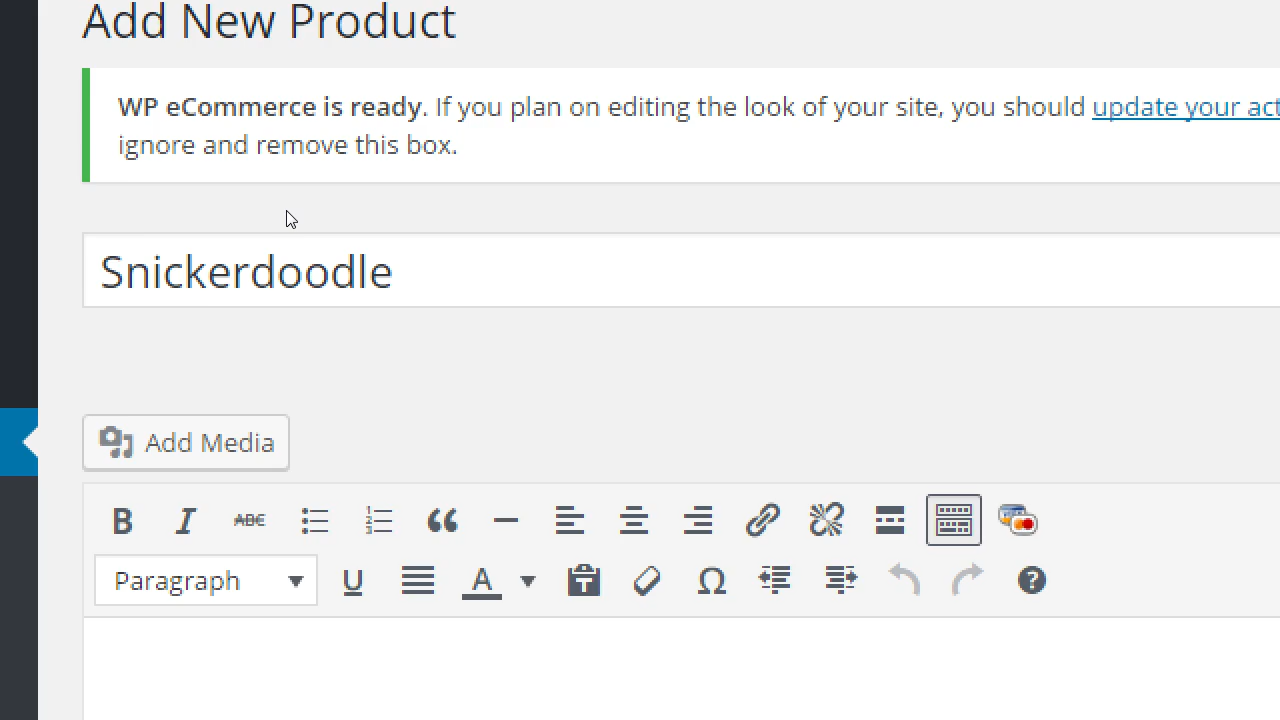 Add New Product
WP eCommerce is ready. If you plan on editing the look of your site, you should update your act
ignore and remove this box.
Snickerdoodle
Add Media
B I ABC
Paragraph U A Ω ?